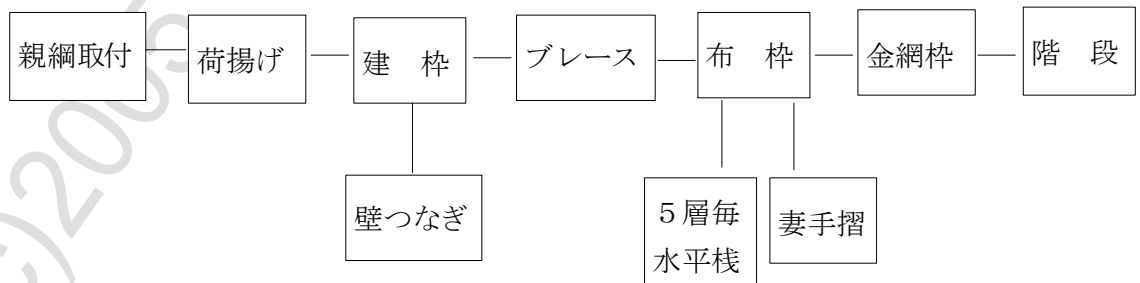 親綱取付
荷揚げ
建　枠
ブレース
布　枠
金網枠
階　段
壁つなぎ
５層毎
水平桟
妻手摺